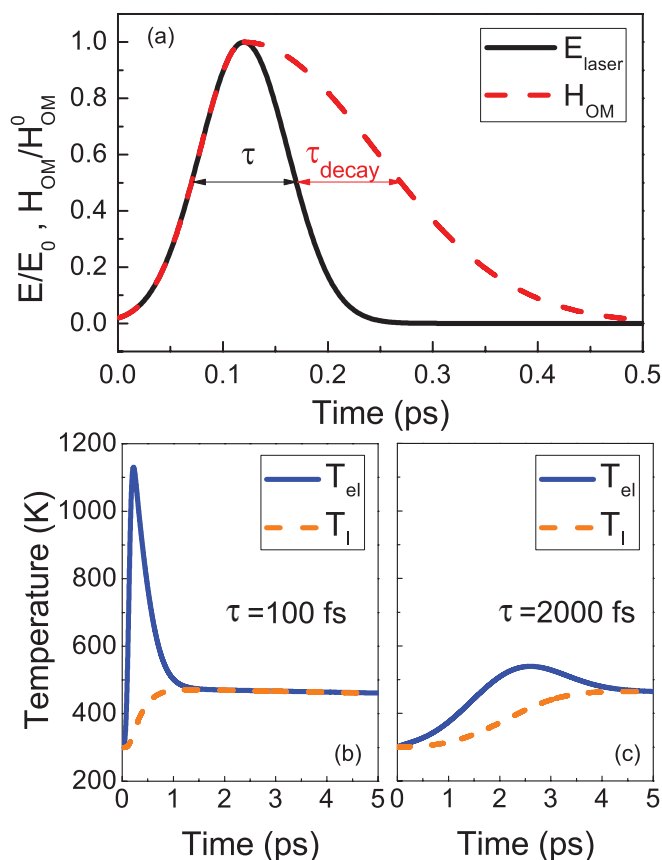 (a)
E_laser
H_OM
τ
τ_decay
E/E_0 , H_OM/H^0_OM
1.0
0.8
0.6
0.4
0.2
0.0
0.0 0.1 0.2 0.3 0.4 0.5
Time (ps)
Temperature (K)
1200
1000
800
600
400
200
T_el
T_l
τ =100 fs
(b)
0 1 2 3 4 5
Time (ps)
T_el
T_l
τ =2000 fs
(c)
0 1 2 3 4 5
Time (ps)